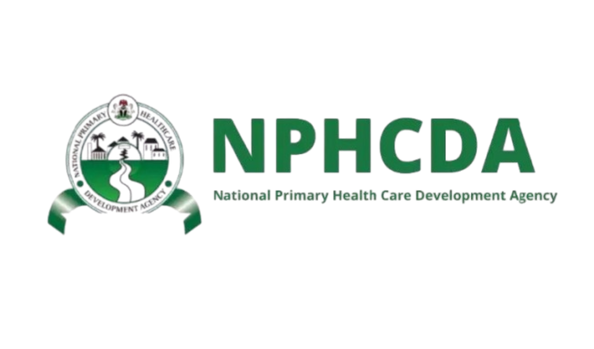 NATIONAL PRIMARY HEALTHCARE
DEVELOPMENT AGENCY
NPHCDA
National Primary Health Care Development Agency